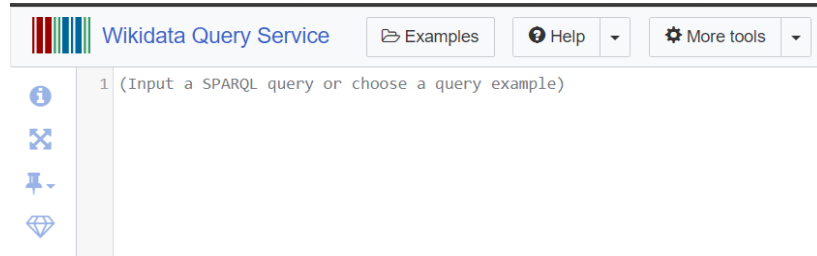 Wikidata Query Service Examples Help More tools
1 (Input a SPARQL query or choose a query example)